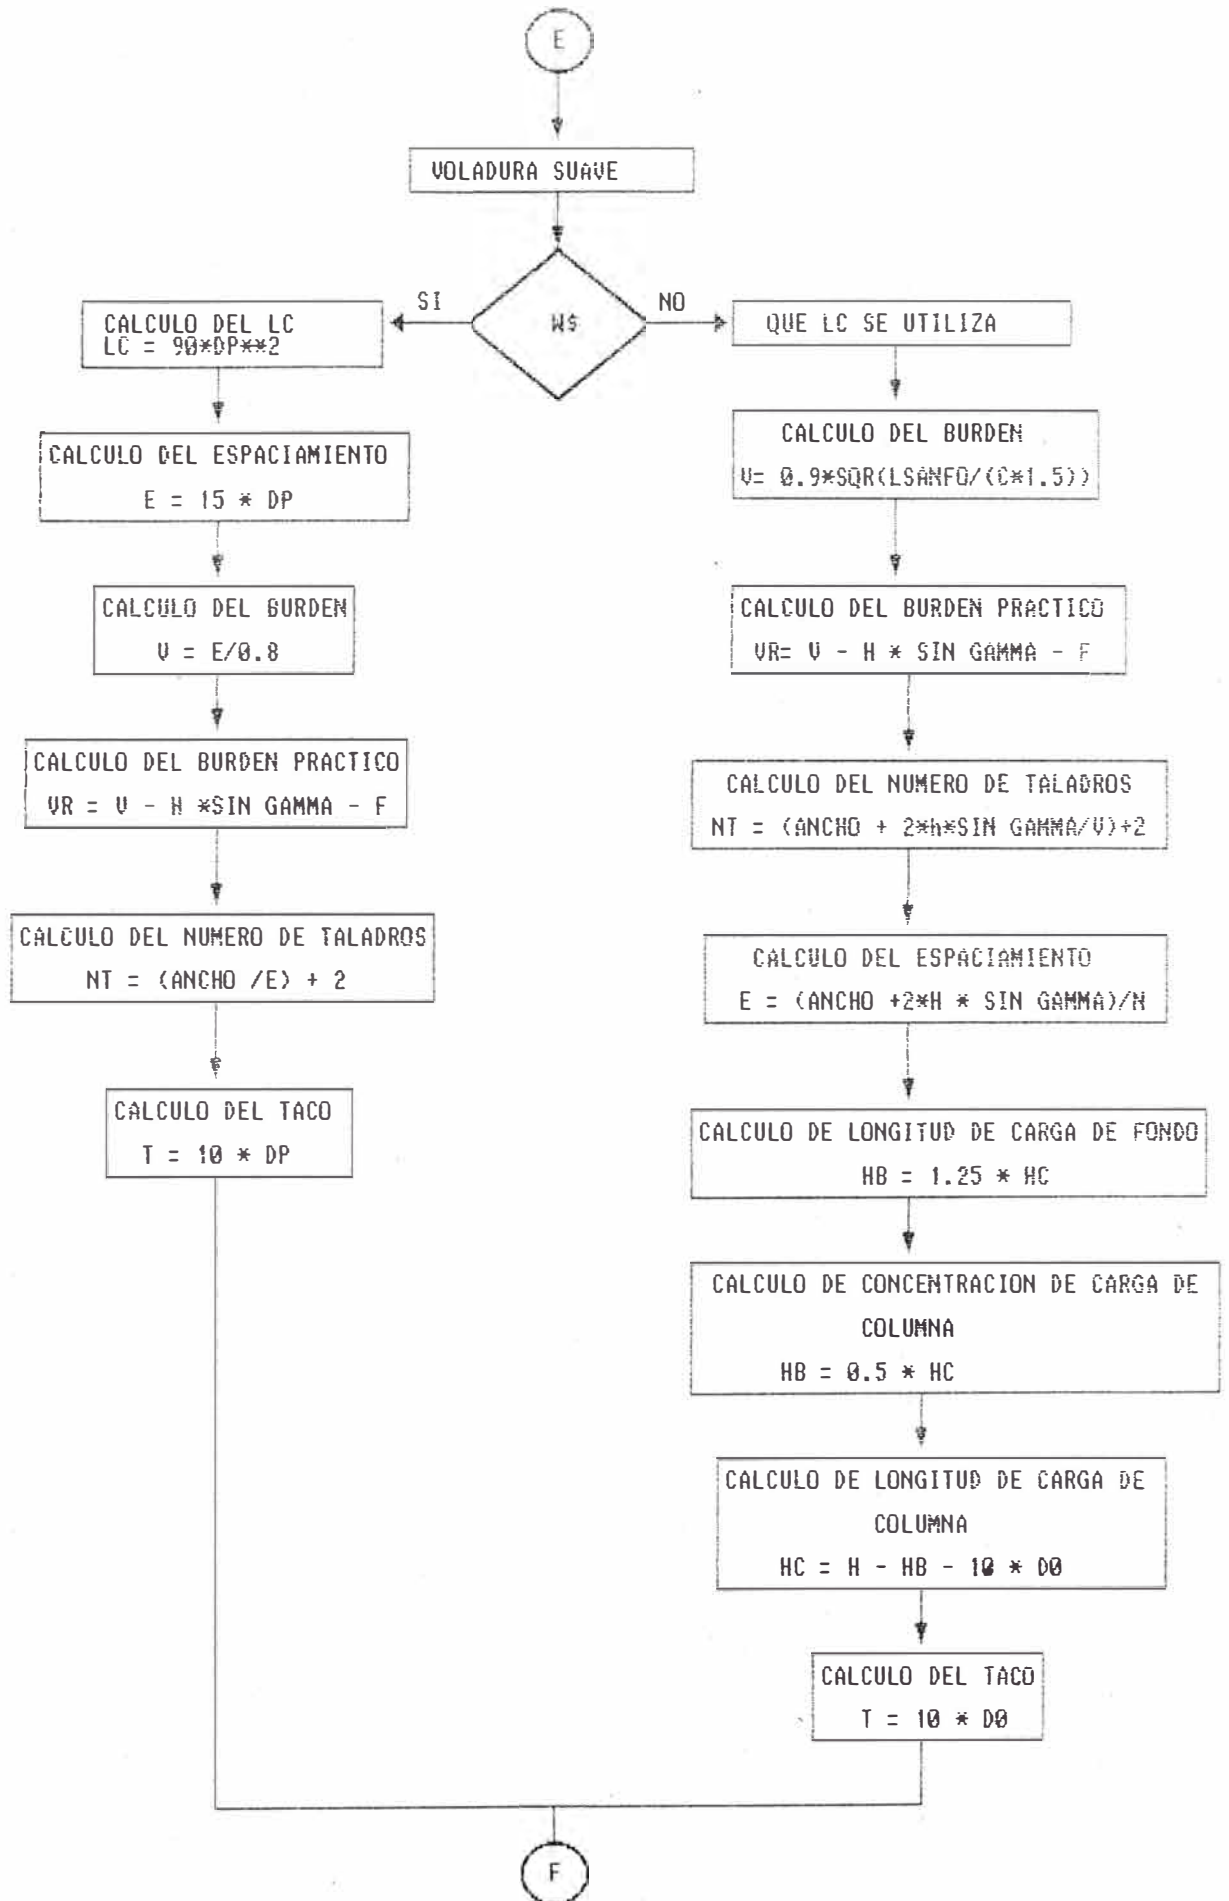 E
VOLADURA SUAVE
W$
SI
NO
CALCULO DEL LC
LC = 90*DP**2
CALCULO DEL ESPACIAMIENTO
E = 15 * DP
CALCULO DEL BURDEN
V = E/0.8
CALCULO DEL BURDEN PRACTICO
VR = V - H *SIN GAMMA - F
CALCULO DEL NUMERO DE TALADROS
NT = (ANCHO /E) + 2
CALCULO DEL TACO
T = 10 * DP
QUE LC SE UTILIZA
CALCULO DEL BURDEN
V= 0.9*SQR(LSANFO/(C*1.5))
CALCULO DEL BURDEN PRACTICO
VR= V - H * SIN GAMMA - F
CALCULO DEL NUMERO DE TALADROS
NT = (ANCHO + 2*h*SIN GAMMA/V)+2
CALCULO DEL ESPACIAMIENTO
E = (ANCHO +2*H * SIN GAMMA)/N
CALCULO DE LONGITUD DE CARGA DE FONDO
HB = 1.25 * HC
CALCULO DE CONCENTRACION DE CARGA DE
COLUMNA
HB = 0.5 * HC
CALCULO DE LONGITUD DE CARGA DE
COLUMNA
HC = H - HB - 10 * D0
CALCULO DEL TACO
T = 10 * D0
F